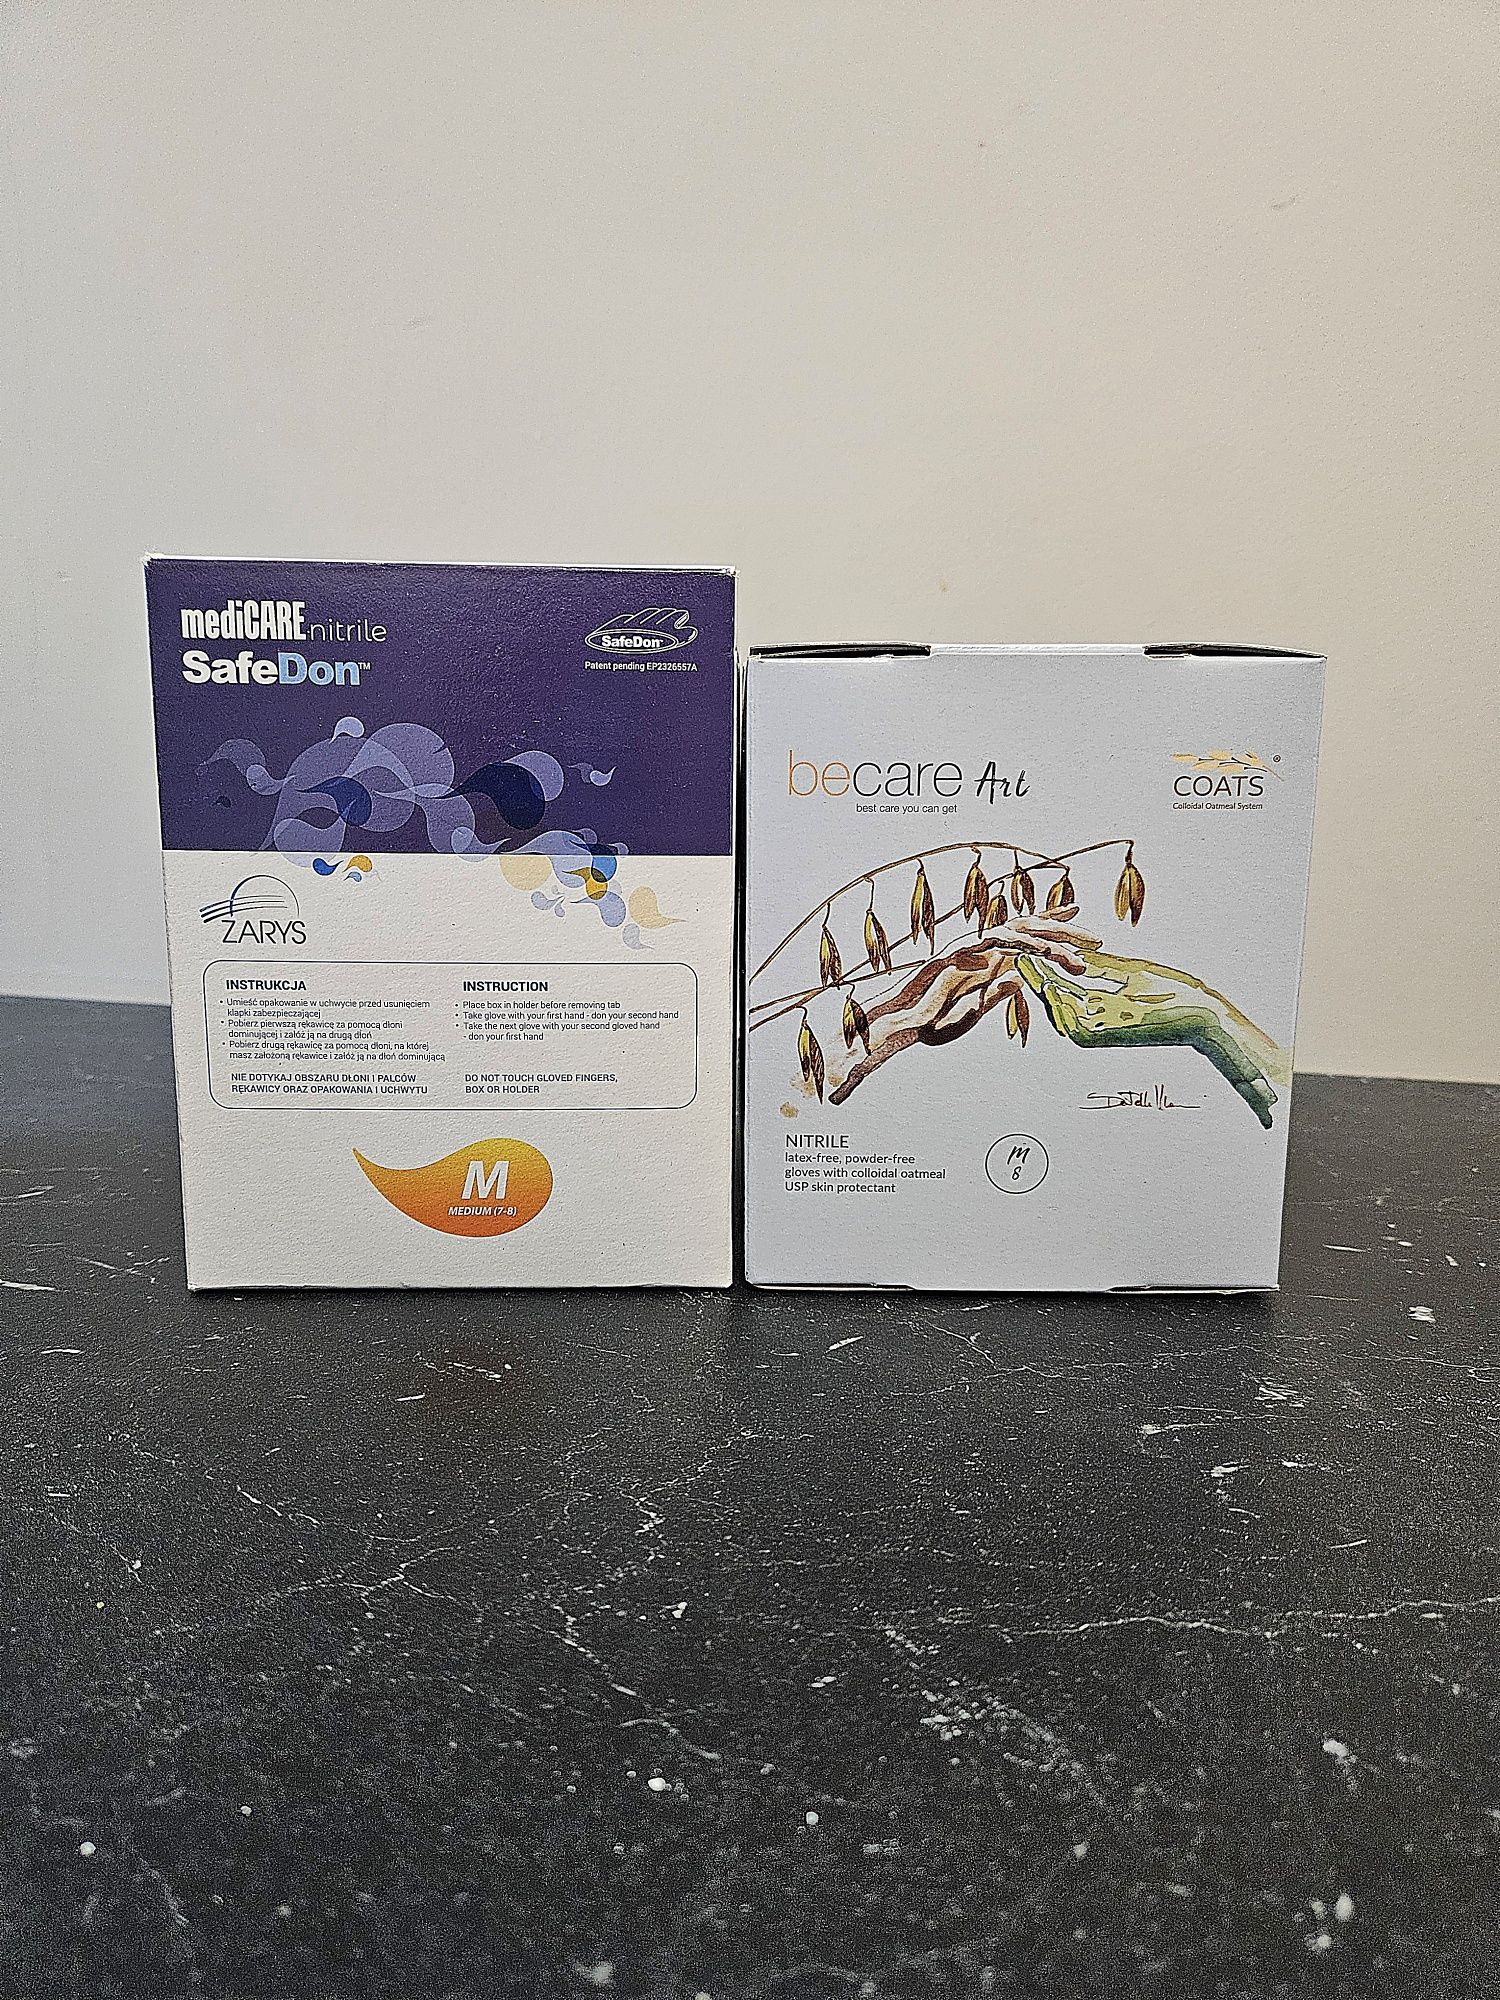 mediCARE nitrile
SafeDon™
SafeDon™
Patent pending EP2326557A
ZARYS
INSTRUKCJA
• Umieść opakowanie w uchwycie przed usunięciem
klapki zabezpieczającej
• Pobierz pierwszą rękawicę za pomocą dłoni
dominującej i załóż ją na drugą dłoń
• Pobierz drugą rękawicę za pomocą dłoni, na której
masz założoną rękawice i załóż ją na dłoń dominującą
NIE DOTYKAJ OBSZARU DŁONI I PALCÓW
RĘKAWICY ORAZ OPAKOWANIA I UCHWYTU
INSTRUCTION
• Place box in holder before removing tab
• Take glove with your first hand - don your second hand
• Take the next glove with your second gloved hand
- don your first hand
DO NOT TOUCH GLOVED FINGERS,
BOX OR HOLDER
M
MEDIUM (7-8)
becare Art
best care you can get
COATS®
Colloidal Oatmeal System
NITRILE
latex-free, powder-free
gloves with colloidal oatmeal
USP skin protectant
M
8